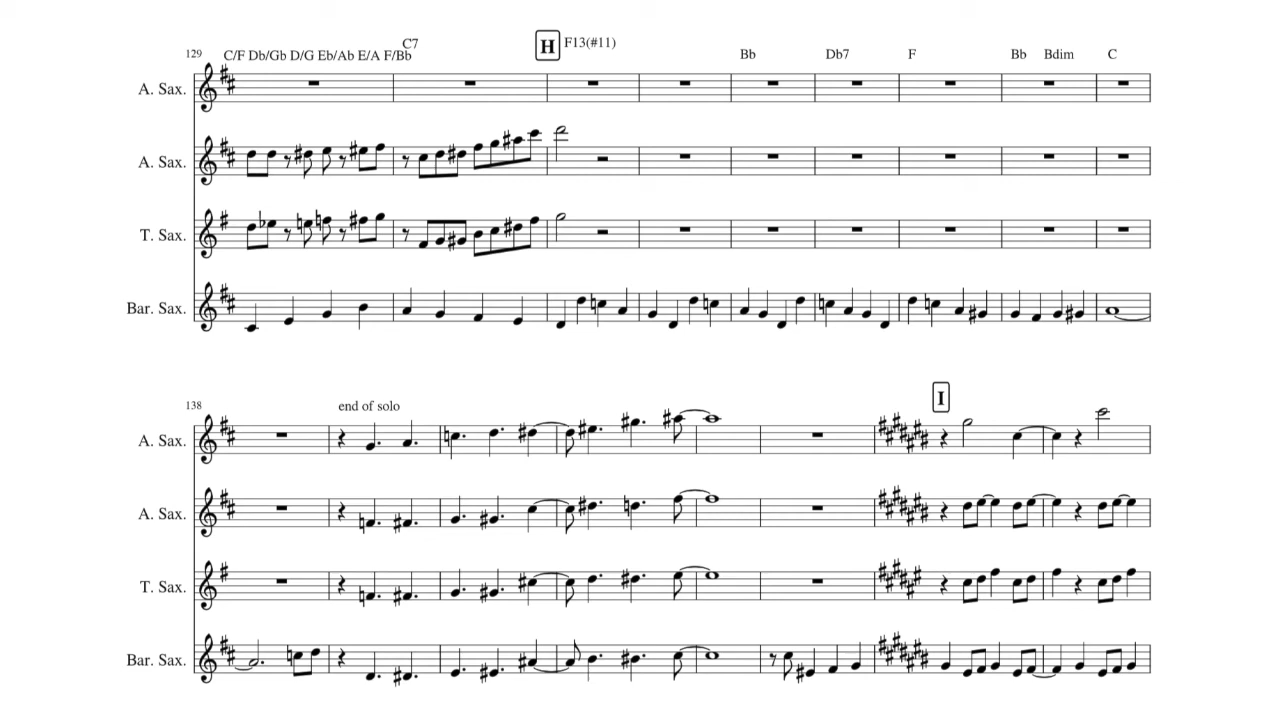 C7
H F13(#11)
129 C/F Db/Gb D/G Eb/Ab E/A F/Bb Bb Db7 F Bb Bdim C
A. Sax.
A. Sax.
T. Sax.
Bar. Sax.
I
138 end of solo
A. Sax.
A. Sax.
T. Sax.
Bar. Sax.